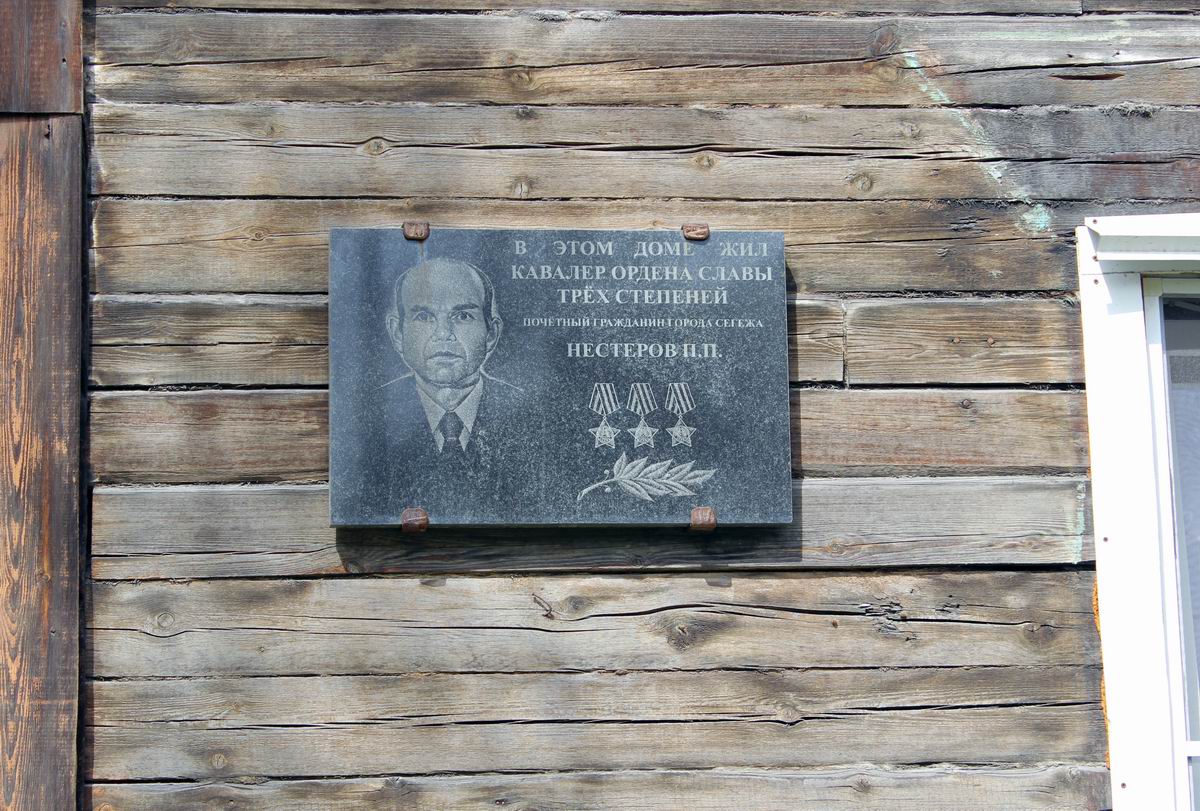 В ЭТОМ ДОМЕ ЖИЛ
КАВАЛЕР ОРДЕНА СЛАВЫ
ТРЁХ СТЕПЕНЕЙ
ПОЧЕТНЫЙ ГРАЖДАНИН ГОРОДА СЕГЕЖА
НЕСТЕРОВ П.П.